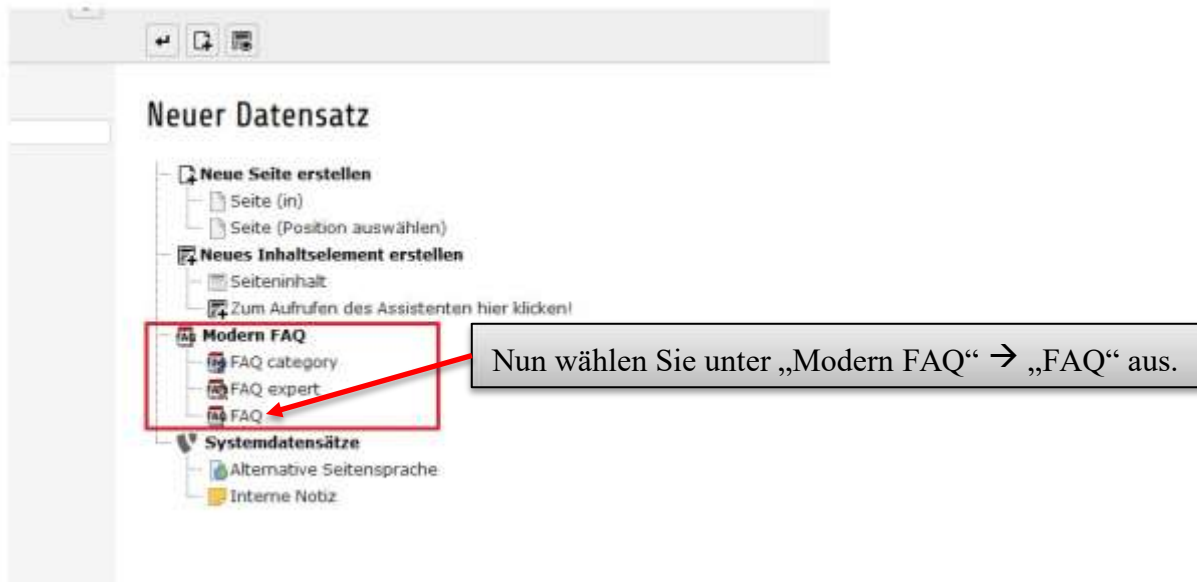 Neuer Datensatz
Neue Seite erstellen
Seite (in)
Seite (Position auswählen)
Neues Inhaltselement erstellen
Seiteninhalt
Zum Aufrufen des Assistenten hier klicken!
Modern FAQ
FAQ category
FAQ expert
FAQ
Nun wählen Sie unter „Modern FAQ“ → „FAQ“ aus.
Systemdatensätze
Alternative Seitensprache
Interne Notiz